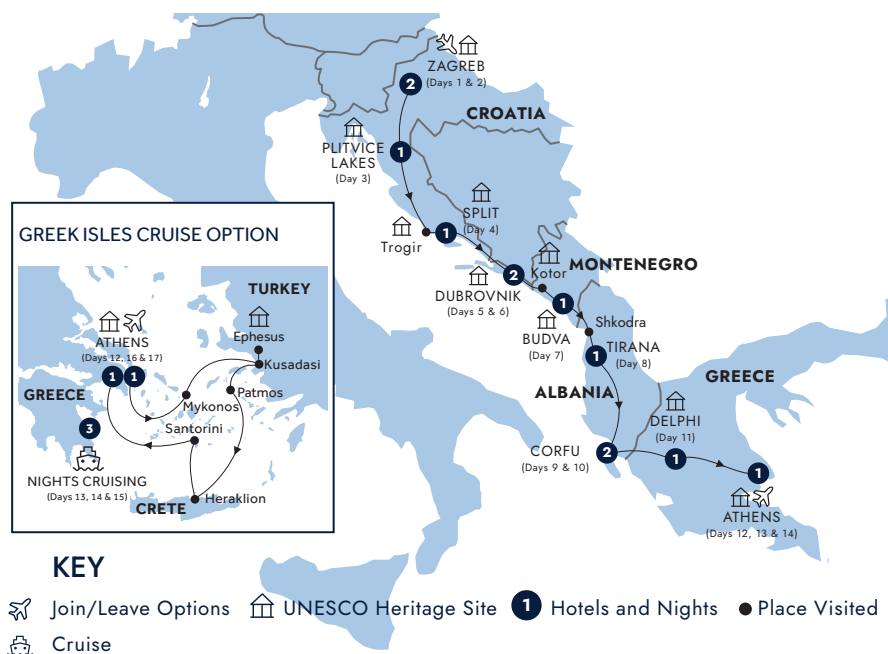 ZAGREB
2
(Days 1 & 2)
CROATIA
PLITVICE
LAKES
(Day 3)
1
SPLIT
(Day 4)
1
Trogir
DUBROVNIK
(Days 5 & 6)
2
Kotor
MONTENEGRO
1
BUDVA
(Day 7)
Shkodra
TIRANA
(Day 8)
1
ALBANIA
GREECE
CORFU
(Days 9 & 10)
2
DELPHI
(Day 11)
1
1
ATHENS
(Days 12, 13 & 14)
GREEK ISLES CRUISE OPTION
TURKEY
Ephesus
Kusadasi
ATHENS
(Days 12, 16 & 17)
1
1
GREECE
Patmos
Mykonos
Santorini
3
NIGHTS CRUISING
(Days 13, 14 & 15)
Heraklion
CRETE
KEY
Join/Leave Options
UNESCO Heritage Site
1 Hotels and Nights
Place Visited
Cruise